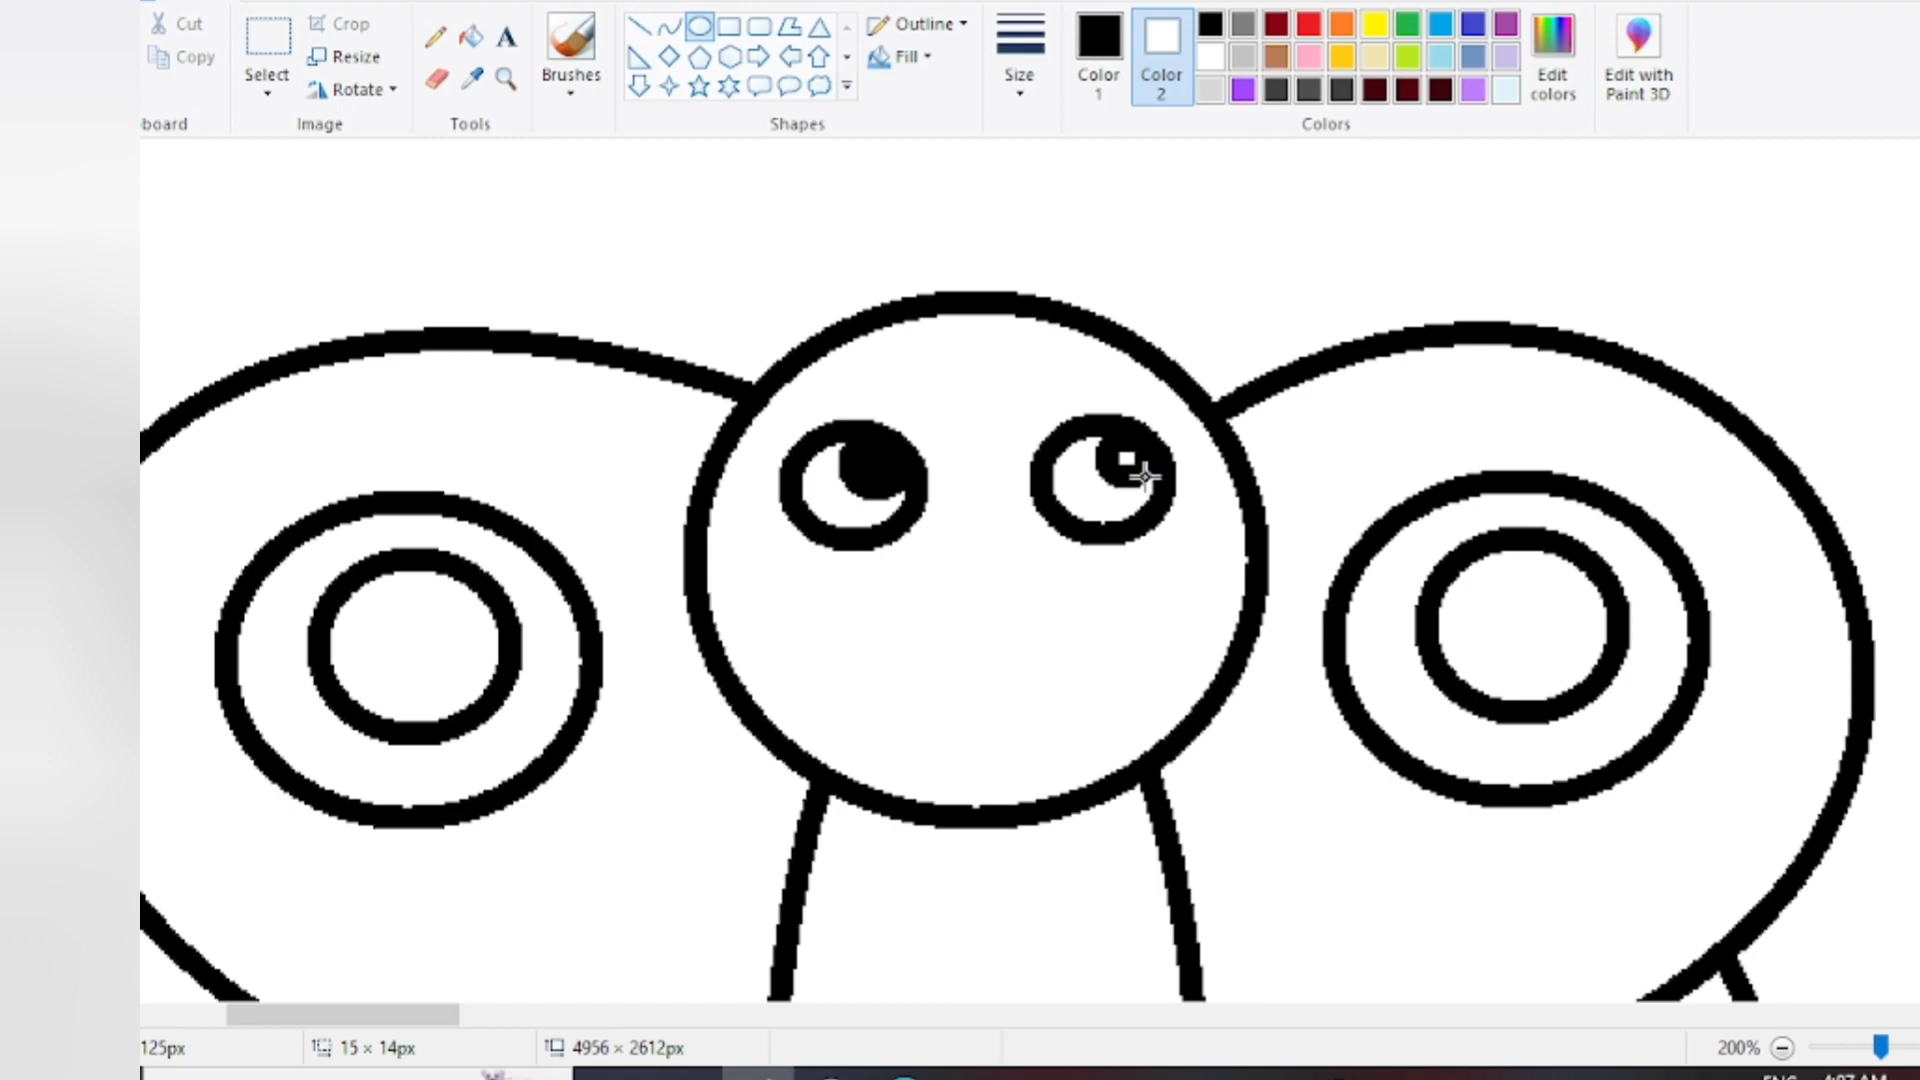 Cut
Copy
board
Select
Crop
Resize
Rotate
Image
Tools
Brushes
Shapes
Outline
Fill
Size
Color
1
Color
2
Colors
Edit
colors
Edit with
Paint 3D
125px
15 × 14px
4956 × 2612px
200%